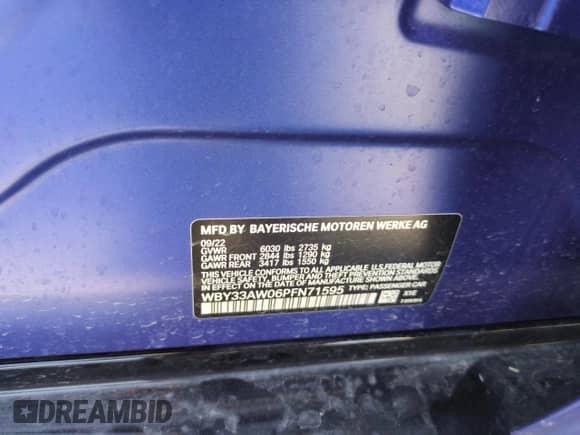 MFD BY BAYERISCHE MOTOREN WERKE AG
09/22
GVWR 6030 lbs 2735 kg
GAWR FRONT 2844 lbs 1290 kg
GAWR REAR 3417 lbs 1550 kg
THIS VEHICLE CONFORMS TO ALL APPLICABLE U.S. FEDERAL MOTOR
VEHICLE SAFETY, BUMPER AND THEFT PREVENTION STANDARDS
IN EFFECT ON THE DATE OF MANUFACTURE SHOWN ABOVE.
WBY33AW06PFN71595 TYPE: PASSENGER CAR
DREAMBID